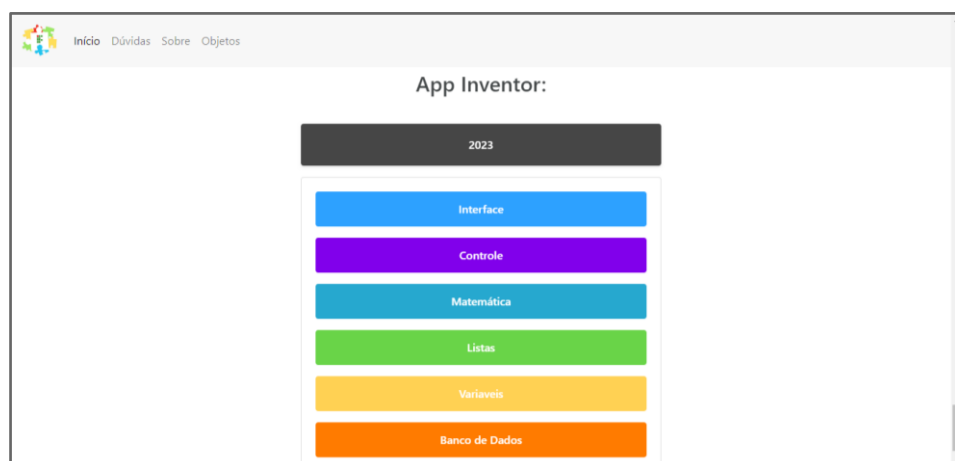 Início Dúvidas Sobre Objetos
App Inventor:
2023
Interface
Controle
Matemática
Listas
Variaveis
Banco de Dados